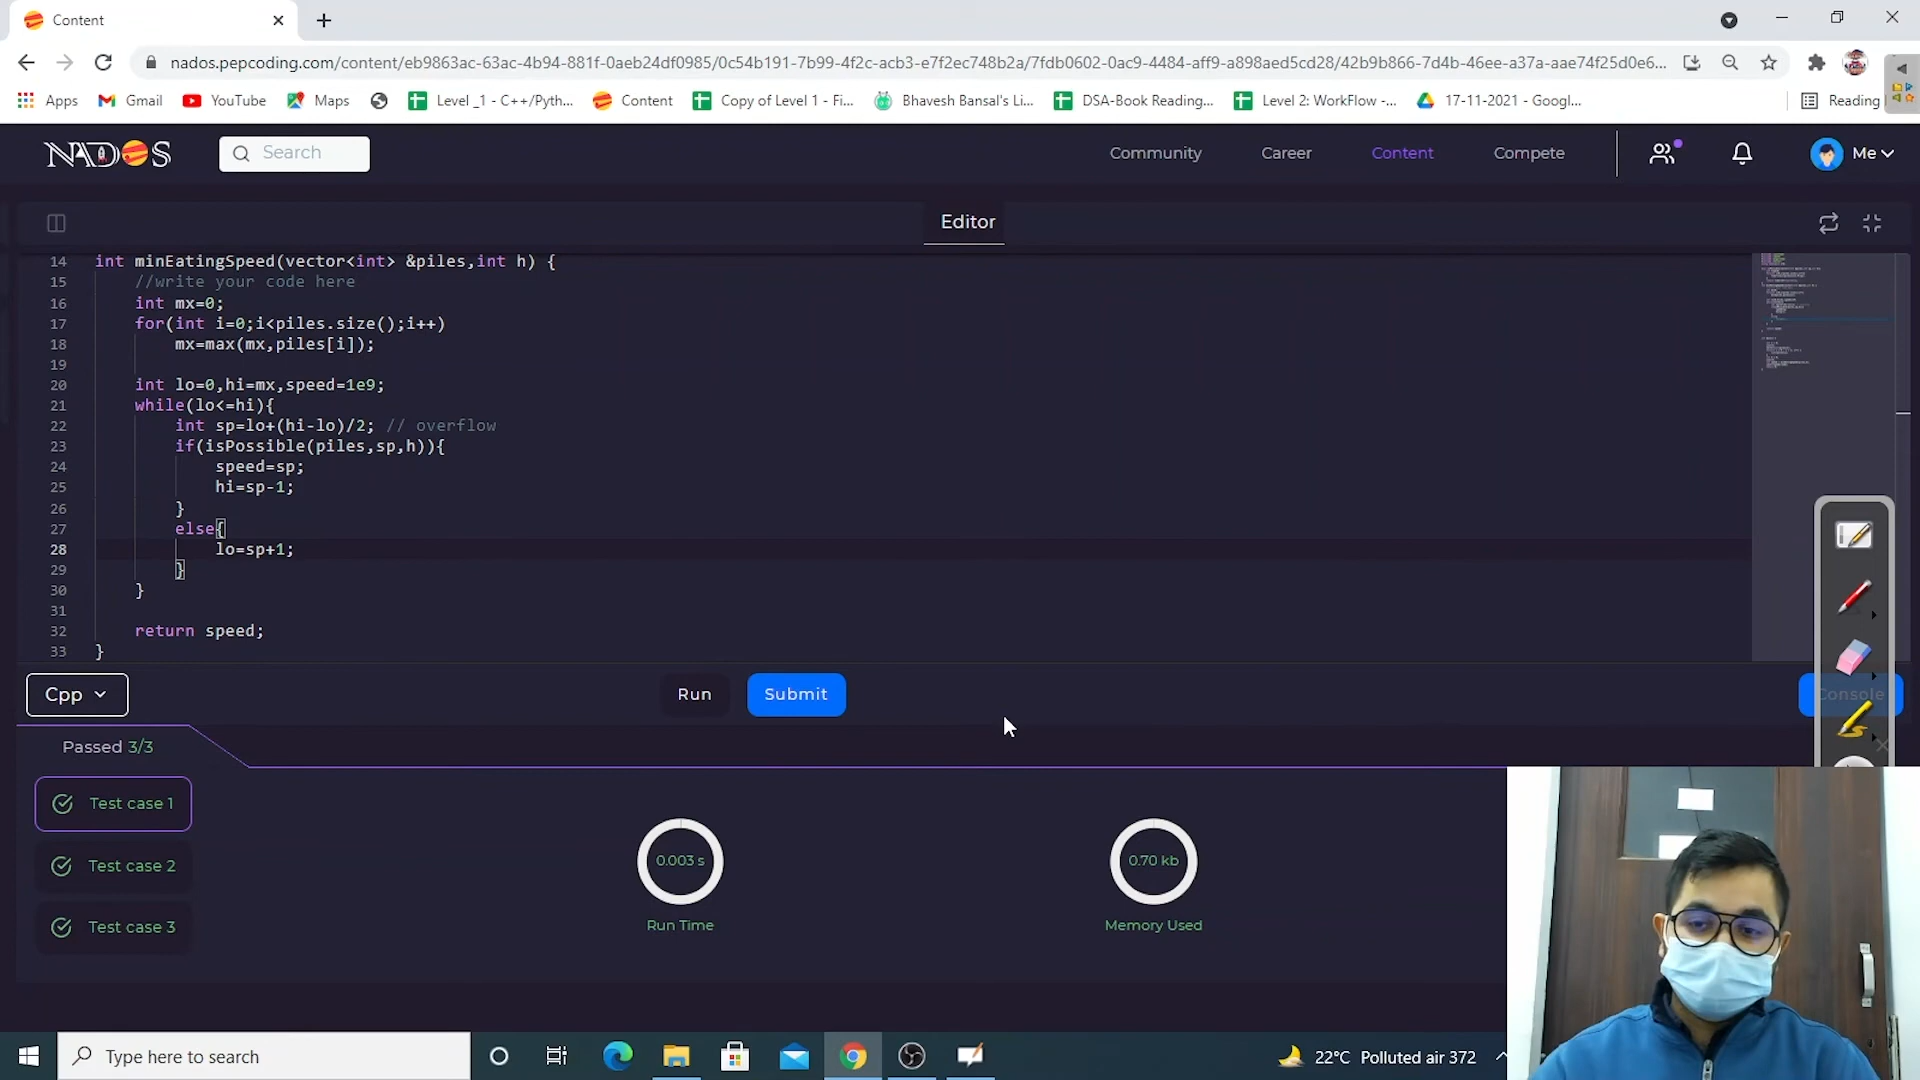 Content
nados.pepcoding.com/content/eb9863ac-63ac-4b94-881f-0aeb24df0985/0c54b191-7b99-4f2c-acb3-e7f2ec748b2a/7fdb0602-0ac9-4484-aff9-a898aed5cd28/42b9b866-7d4b-46ee-a37a-aae74f25d0e6...
Apps Gmail YouTube Maps Level _1 - C++/Pyth... Content Copy of Level 1 - Fi... Bhavesh Bansal's Li... DSA-Book Reading... Level 2: WorkFlow -... 17-11-2021 - Googl... Reading
NADOS Search Community Career Content Compete Me
Editor
14 int minEatingSpeed(vector<int> &piles,int h) {
15 //write your code here
16 int mx=0;
17 for(int i=0;i<piles.size();i++)
18 mx=max(mx,piles[i]);
19
20 int lo=0,hi=mx,speed=1e9;
21 while(lo<=hi){
22 int sp=lo+(hi-lo)/2; // overflow
23 if(isPossible(piles,sp,h)){
24 speed=sp;
25 hi=sp-1;
26 }
27 else{
28 lo=sp+1;
29 }
30 }
31
32 return speed;
33 }
Cpp Run Submit Console
Passed 3/3
Test case 1
Test case 2
Test case 3
0.003 s
Run Time
0.70 kb
Memory Used
Type here to search
22°C Polluted air 372